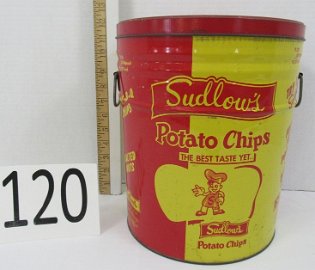 Sudlow's
Potato Chips
THE BEST TASTE YET...
Sudlow's
Potato Chips
120